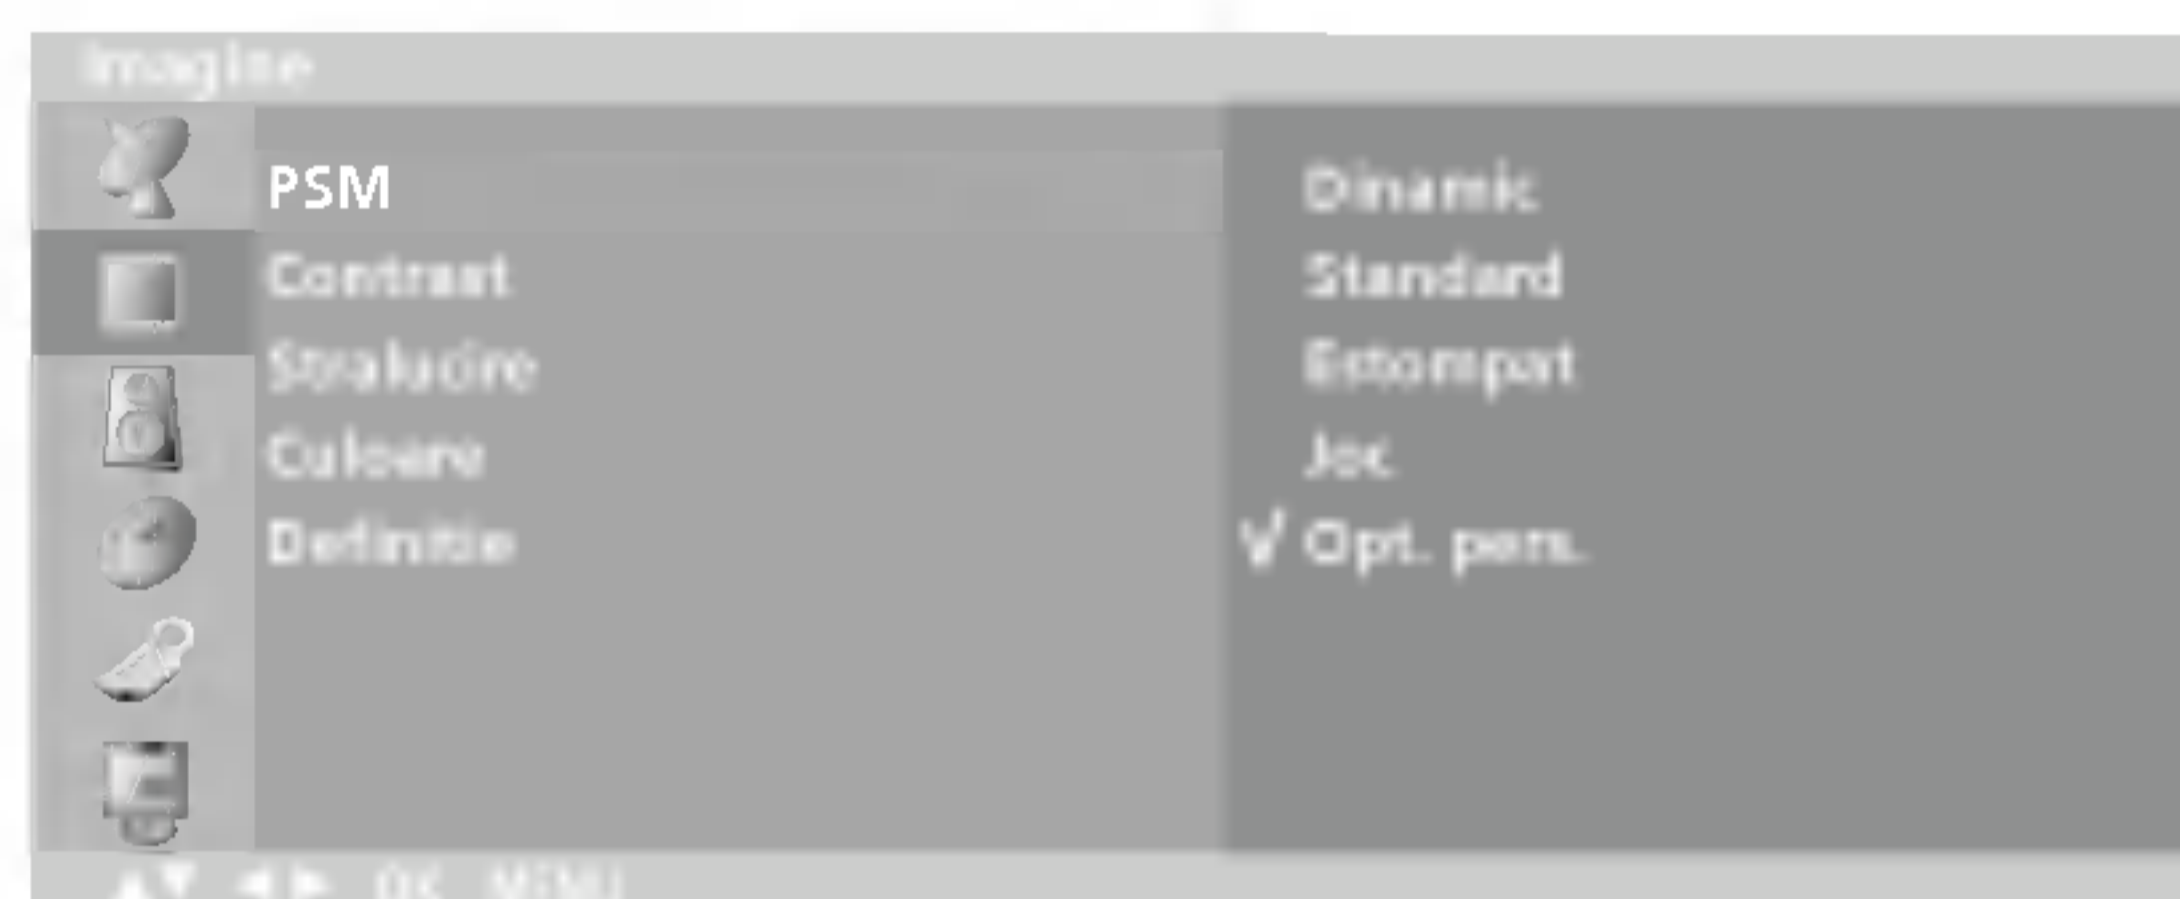 Imagine
PSM
Contrast
Stralucire
Culoare
Definitie
Dinamic
Standard
Estompat
Joc
√ Opt. pers.
▲▼ ◀▶ OK MENU